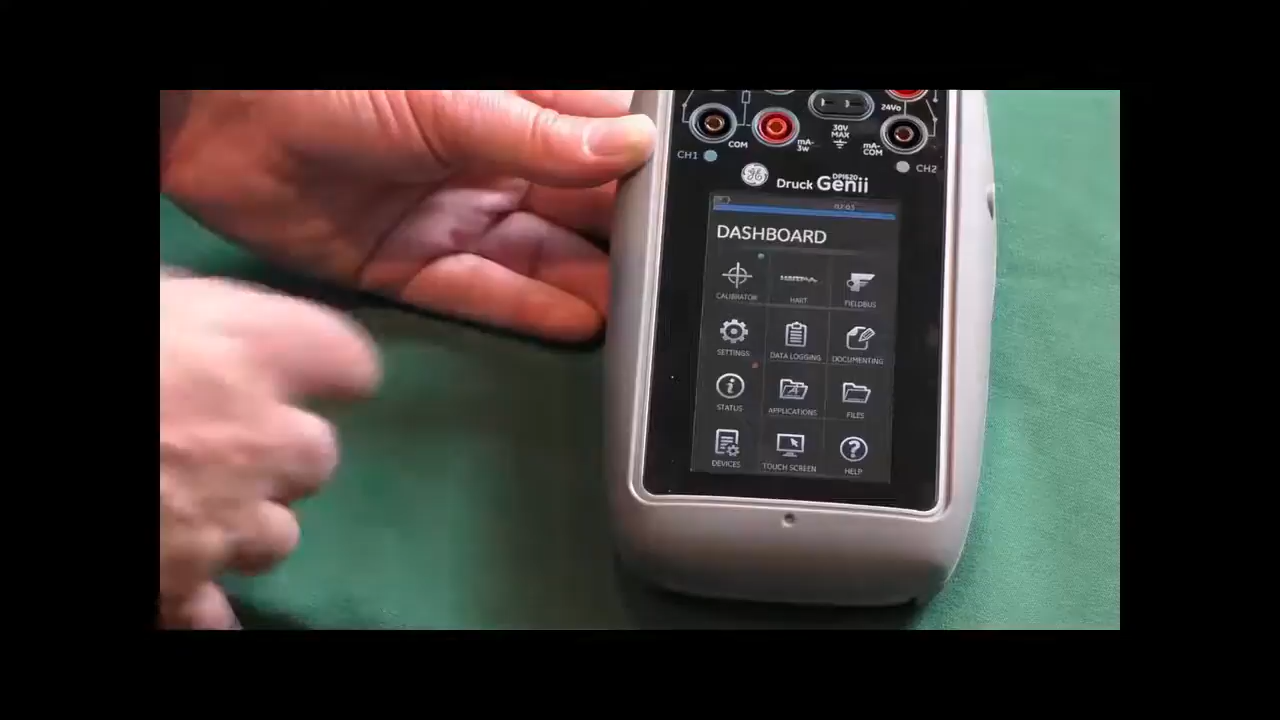 24Vo
COM
mA-
3w
30V
MAX
mA-
COM
CH1
CH2
GE
Druck Genii
DPI620
DASHBOARD
CALIBRATOR
HART
FIELDBUS
SETTINGS
DATA LOGGING
DOCUMENTING
STATUS
APPLICATIONS
FILES
DEVICES
TOUCH SCREEN
HELP